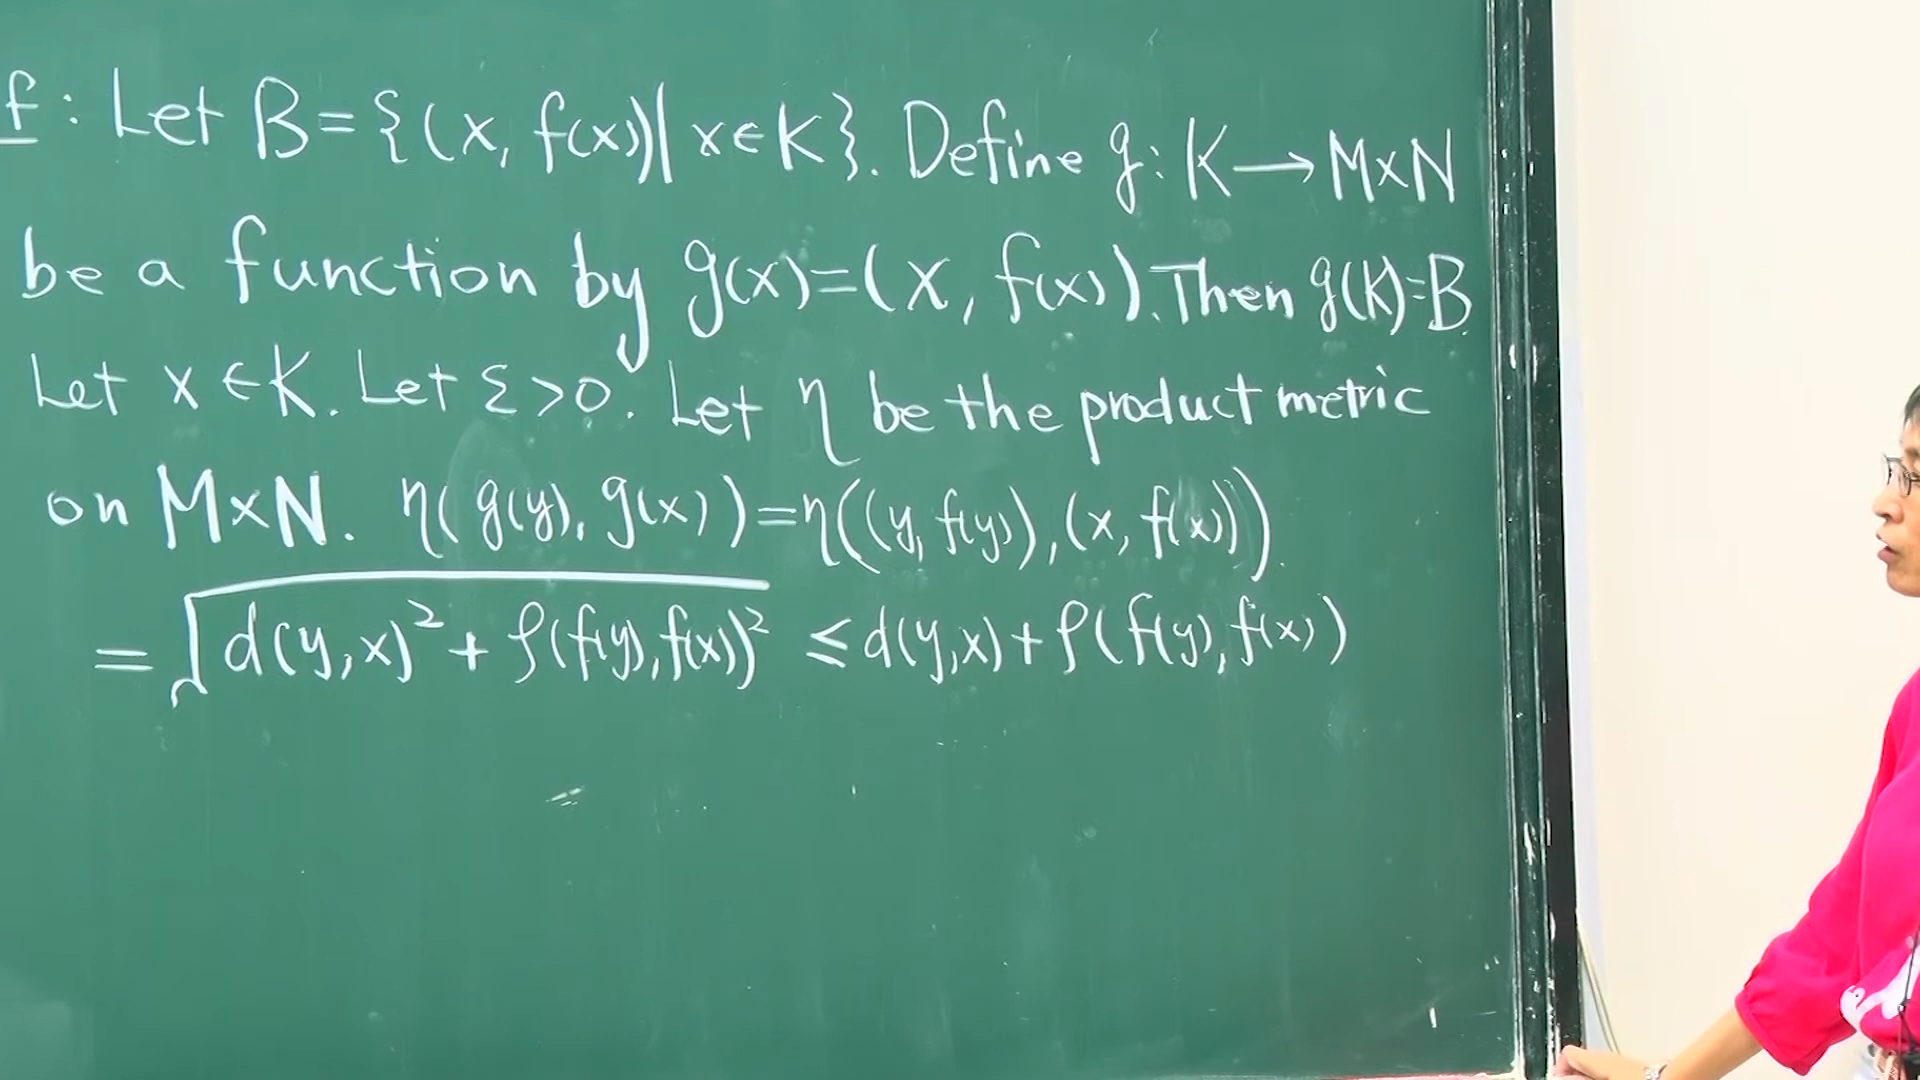 f : Let B = {(x, f(x)) | x ∈ K}. Define g : K → M×N
be a function by g(x) = (x, f(x)). Then g(K) = B
Let x ∈ K. Let ε > 0. Let η be the product metric
on M×N. η(g(y), g(x)) = η((y, f(y)), (x, f(x))).
= √(d(y, x)² + ρ(f(y), f(x))²) ≤ d(y, x) + ρ(f(y), f(x))